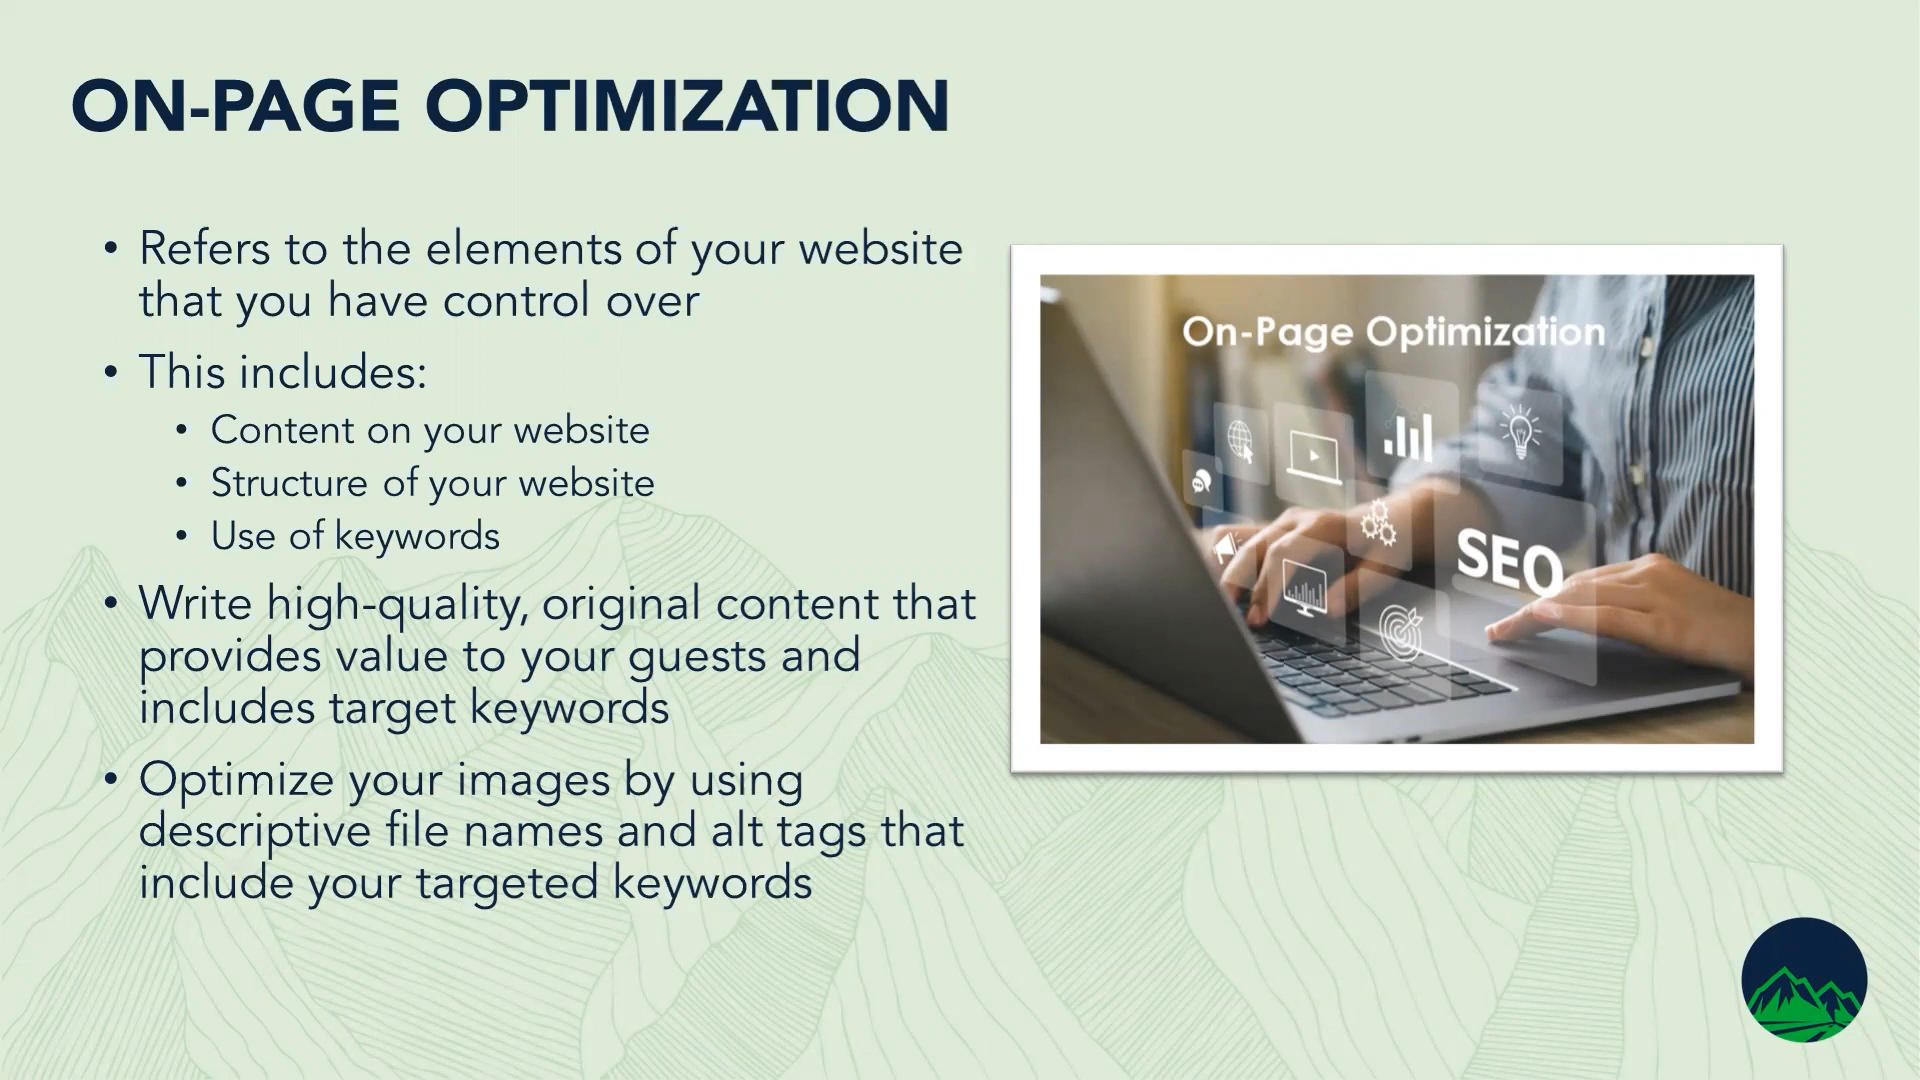 ON-PAGE OPTIMIZATION
• Refers to the elements of your website
that you have control over
• This includes:
• Content on your website
• Structure of your website
• Use of keywords
• Write high-quality, original content that
provides value to your guests and
includes target keywords
• Optimize your images by using
descriptive file names and alt tags that
include your targeted keywords
On-Page Optimization
SEO